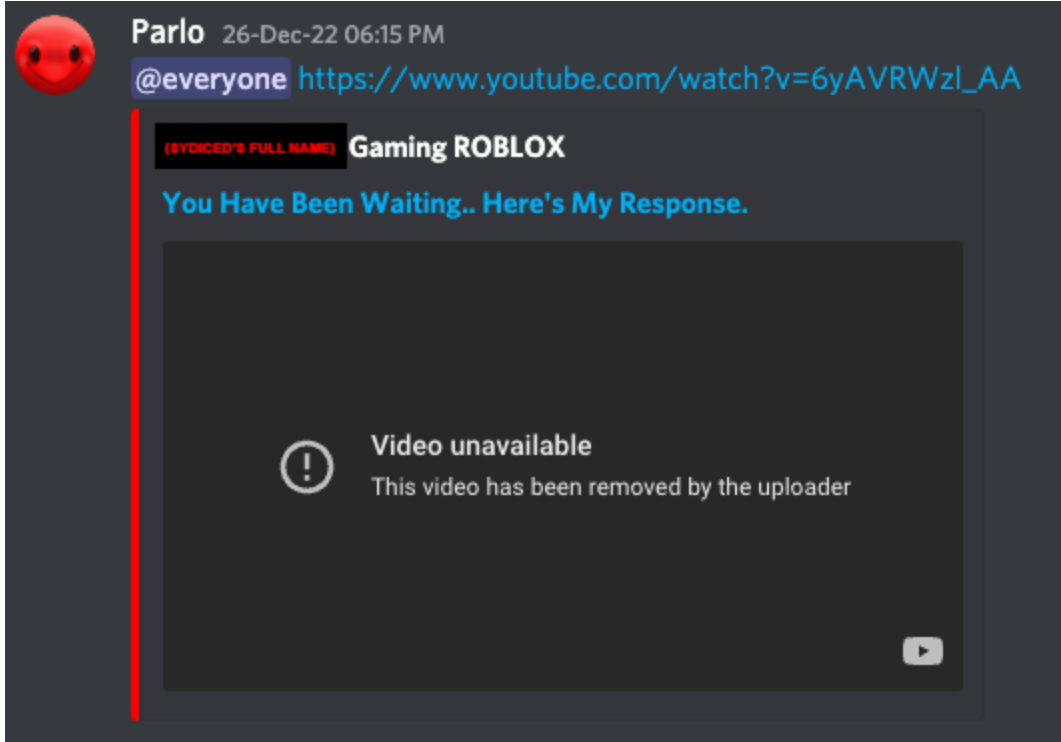 Parlo 26-Dec-22 06:15 PM
@everyone https://www.youtube.com/watch?v=6yAVRWzl_AA
(SYDICED'S FULL NAME) Gaming ROBLOX
You Have Been Waiting.. Here's My Response.
Video unavailable
This video has been removed by the uploader